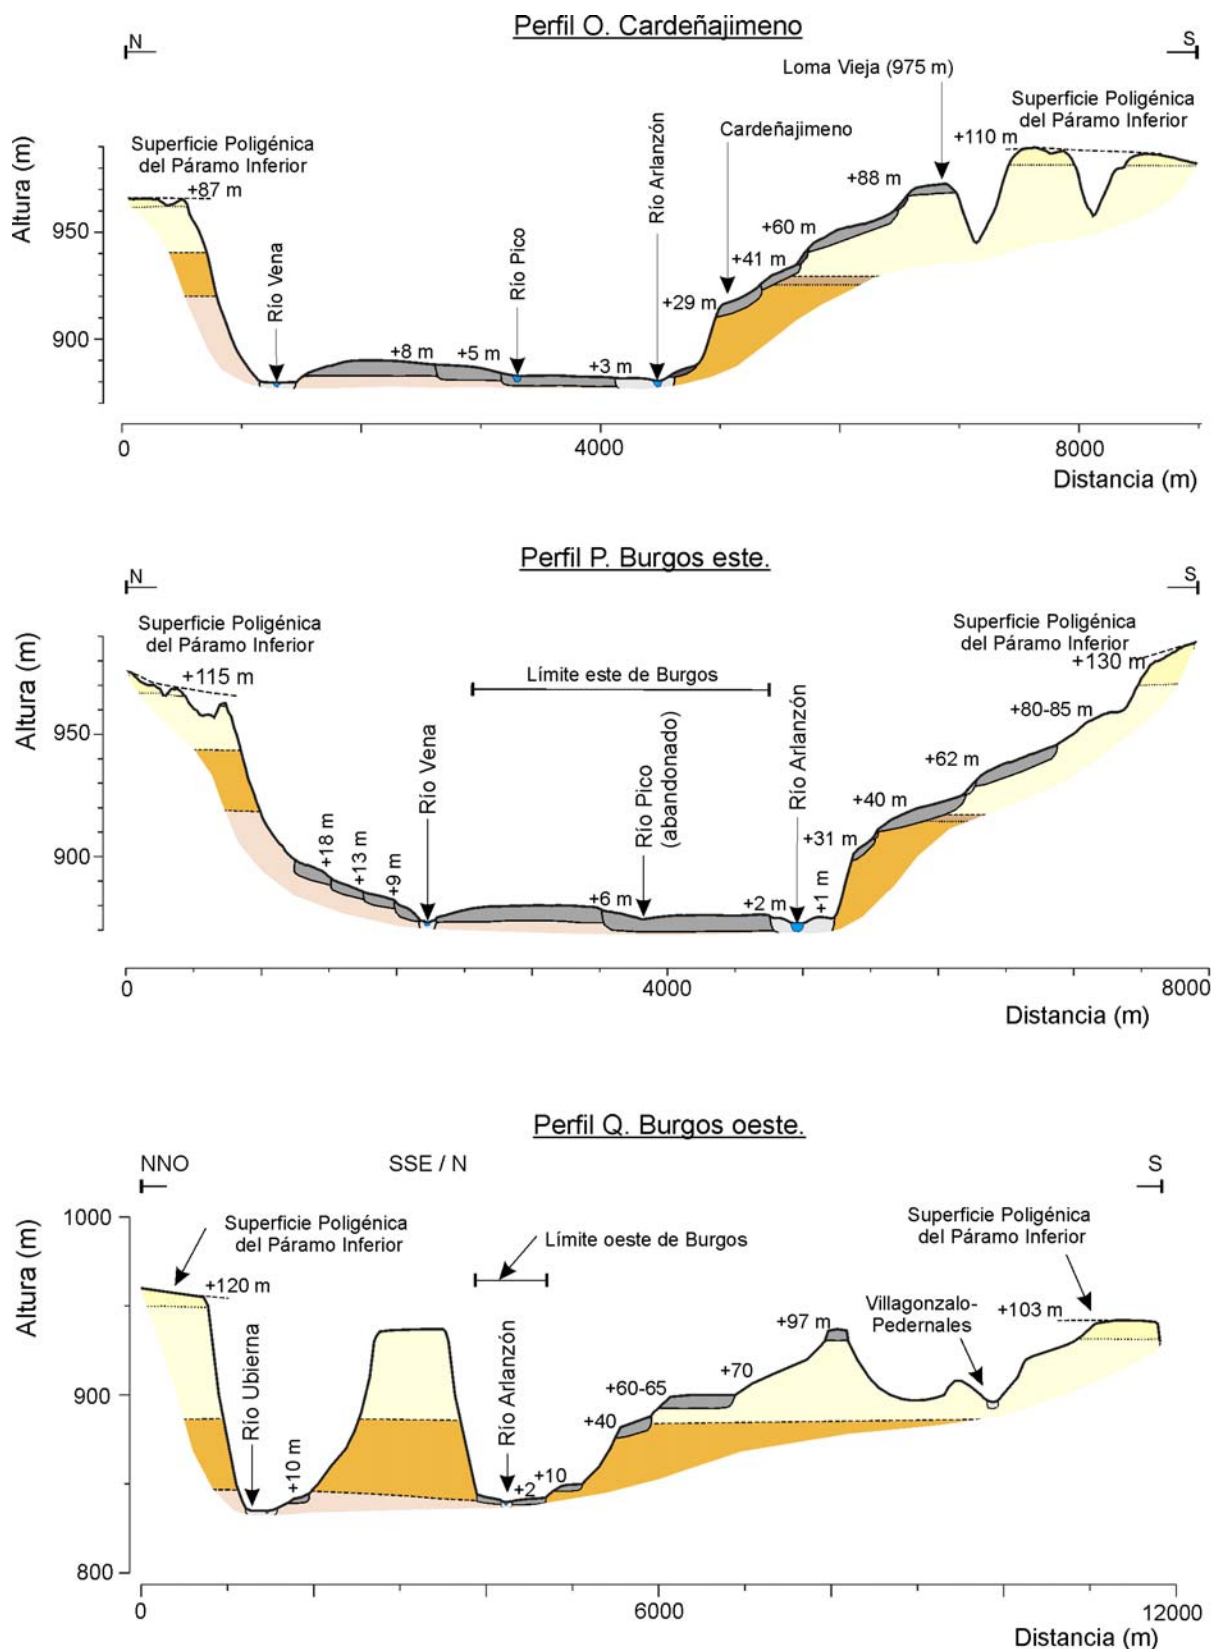 Perfil O. Cardeñajimeno
N
S
Loma Vieja (975 m)
Superficie Poligénica
del Páramo Inferior
+110 m
Cardeñajimeno
Superficie Poligénica
del Páramo Inferior
+87 m
Río Arlanzón
+88 m
+60 m
+41 m
+29 m
Río Vena
Río Pico
+8 m
+5 m
+3 m
Altura (m)
950
900
0
4000
8000
Distancia (m)
Perfil P. Burgos este.
N
S
Superficie Poligénica
del Páramo Inferior
+115 m
Superficie Poligénica
del Páramo Inferior
+130 m
Límite este de Burgos
+80-85 m
+62 m
+40 m
+31 m
Río Vena
Río Pico
(abandonado)
Río Arlanzón
+18 m
+13 m
+9 m
+6 m
+2 m
+1 m
Altura (m)
950
900
0
4000
8000
Distancia (m)
Perfil Q. Burgos oeste.
NNO
SSE / N
S
Superficie Poligénica
del Páramo Inferior
+120 m
Límite oeste de Burgos
Superficie Poligénica
del Páramo Inferior
Villagonzalo-
Pedernales
+103 m
+97 m
+70
+60-65
+40
Río Ubierna
+10 m
Río Arlanzón
+2
+10
Altura (m)
1000
900
800
0
6000
12000
Distancia (m)